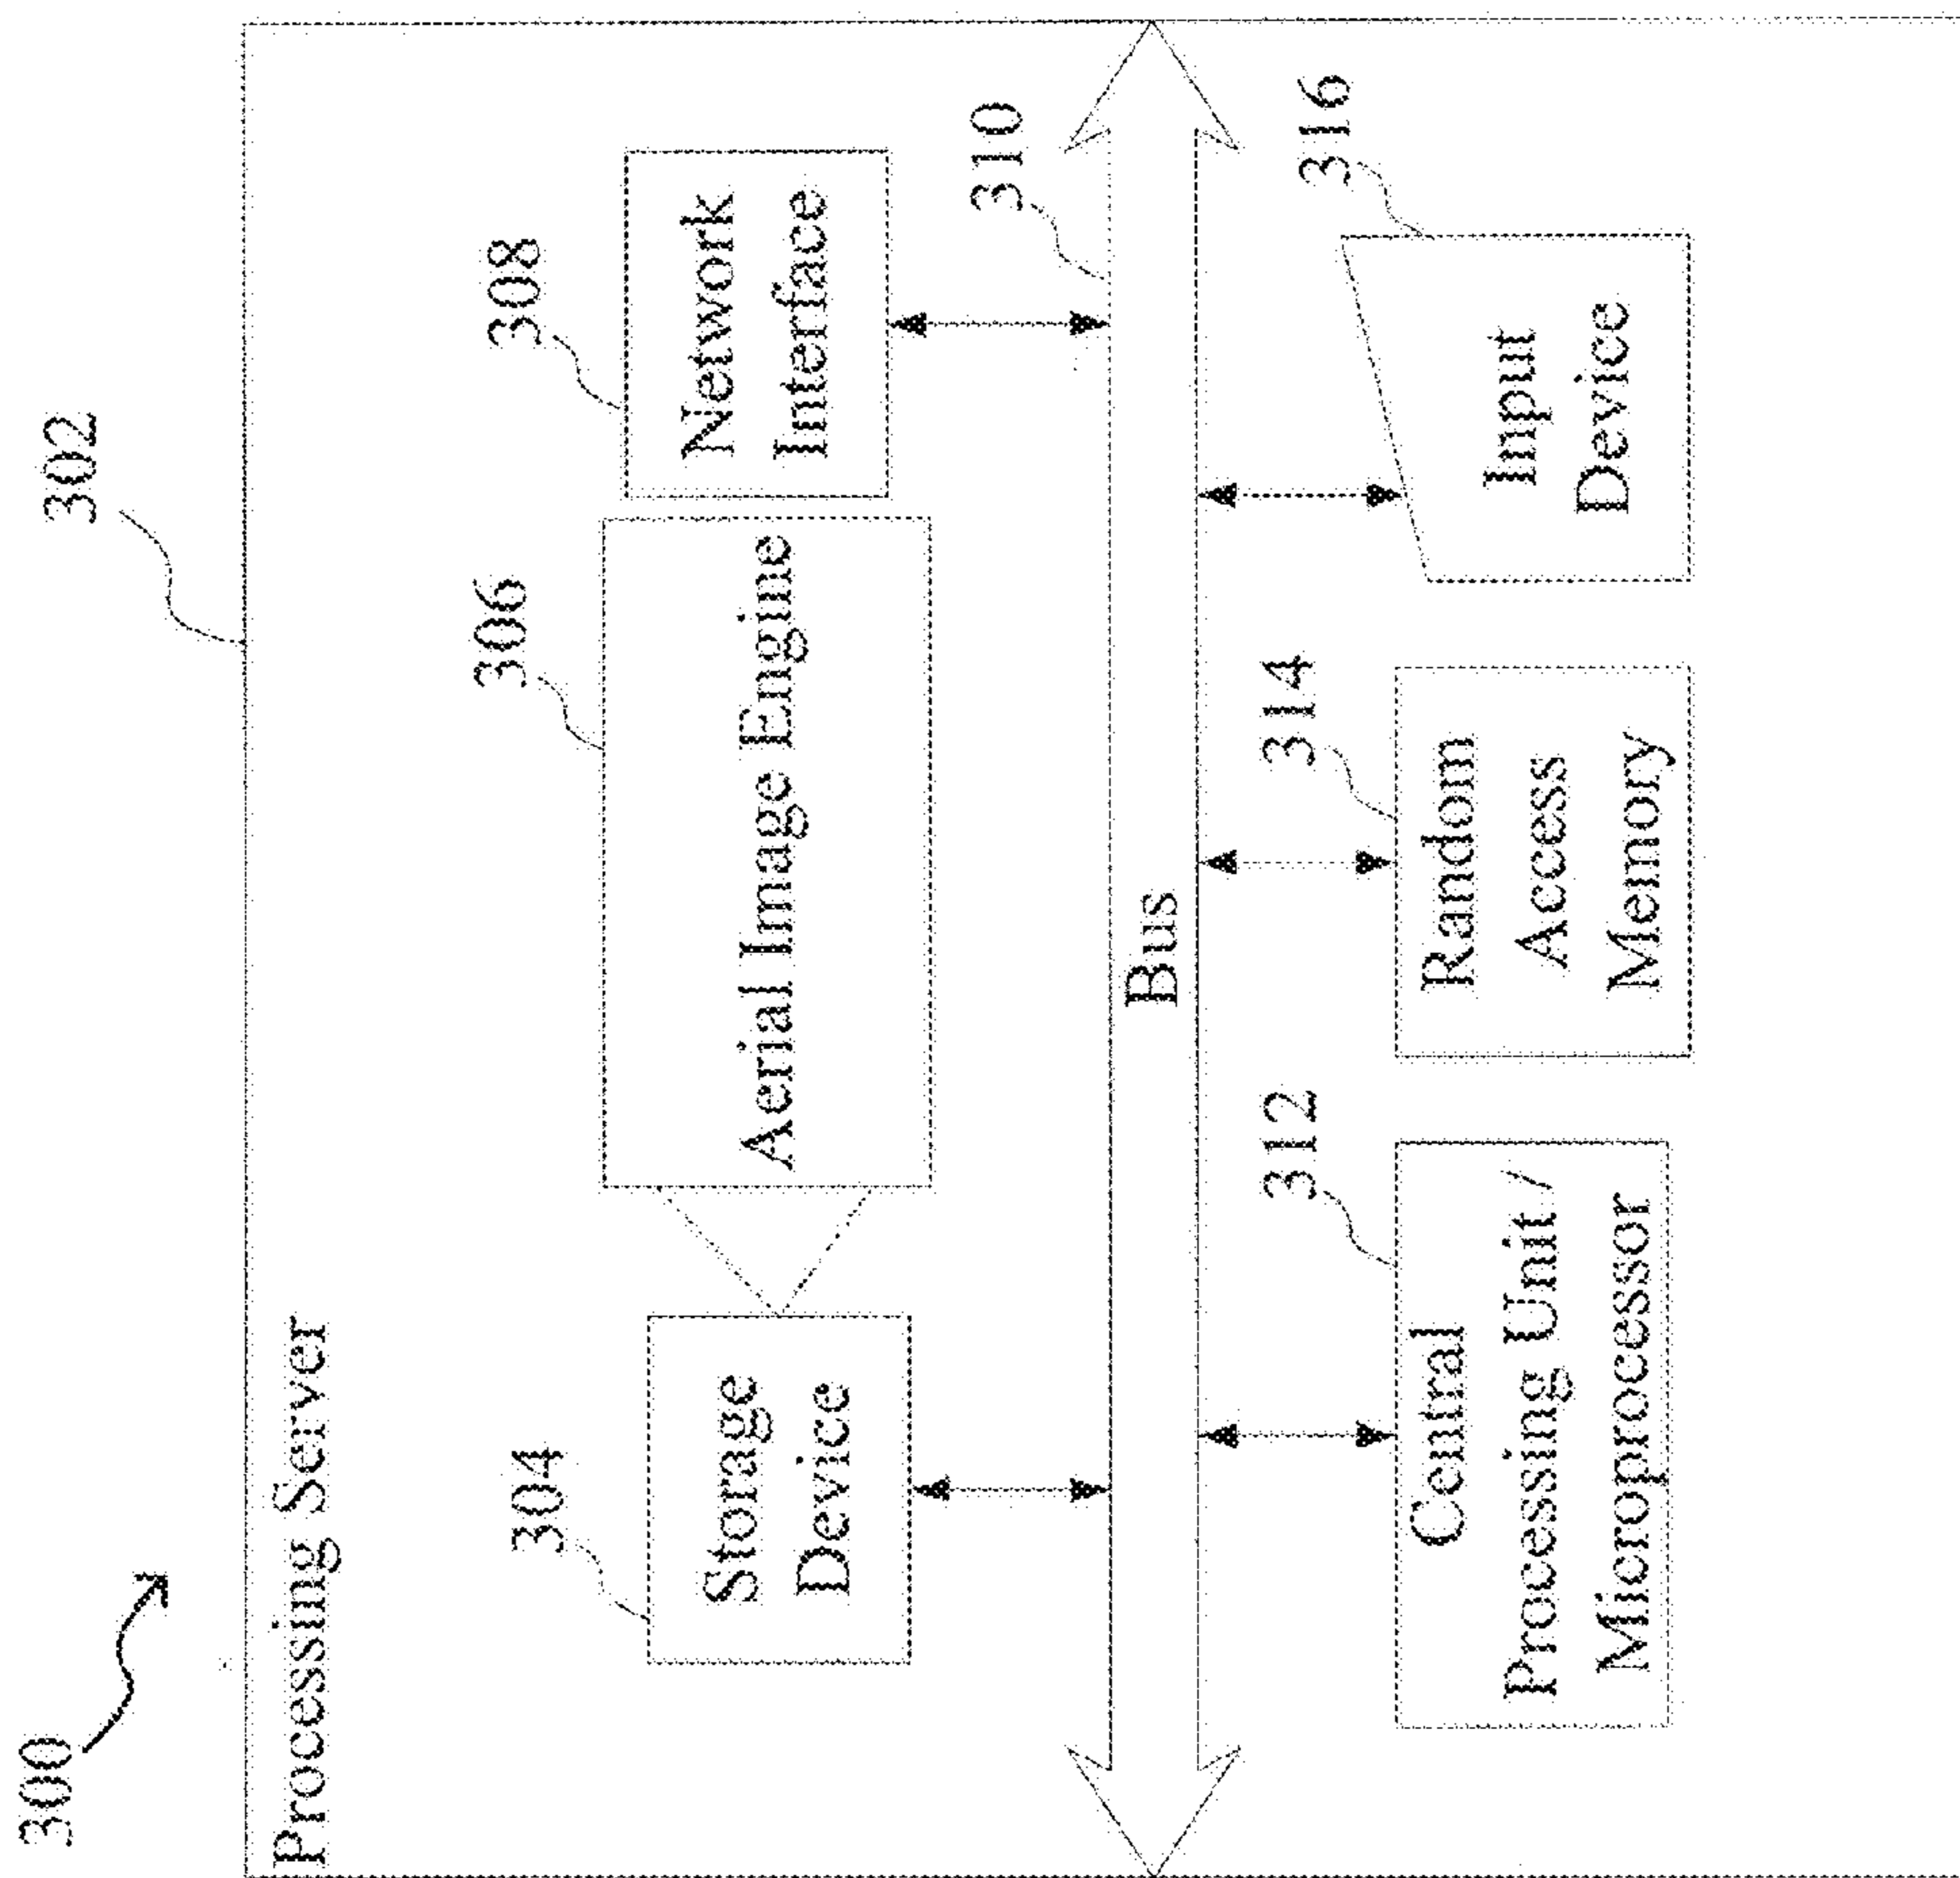 300
302
Processing Server
304
306
308
Storage
Device
Aerial Image Engine
Network
Interface
310
Bus
312
314
316
Central
Processing Unit /
Microprocessor
Random
Access
Memory
Input
Device